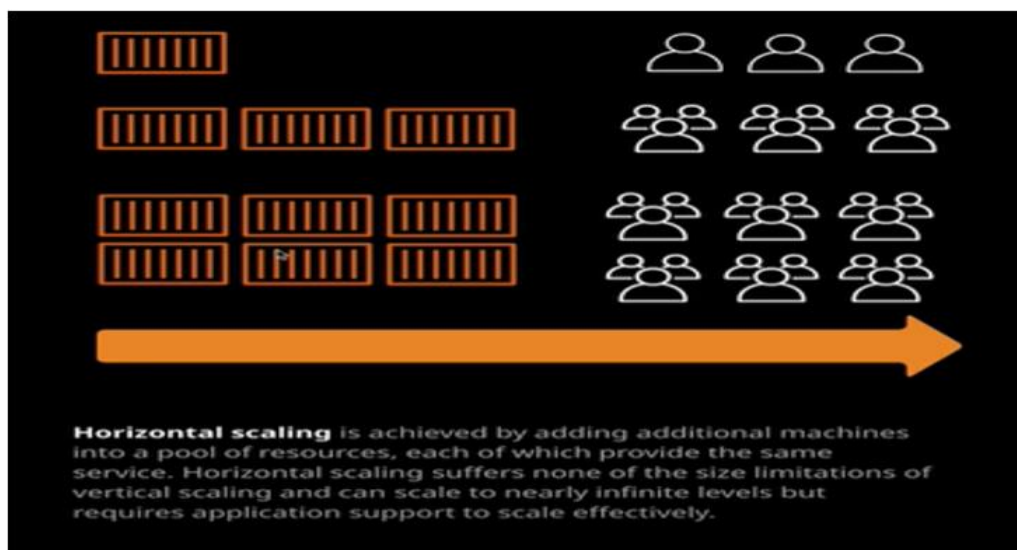 Horizontal scaling is achieved by adding additional machines
into a pool of resources, each of which provide the same
service. Horizontal scaling suffers none of the size limitations of
vertical scaling and can scale to nearly infinite levels but
requires application support to scale effectively.